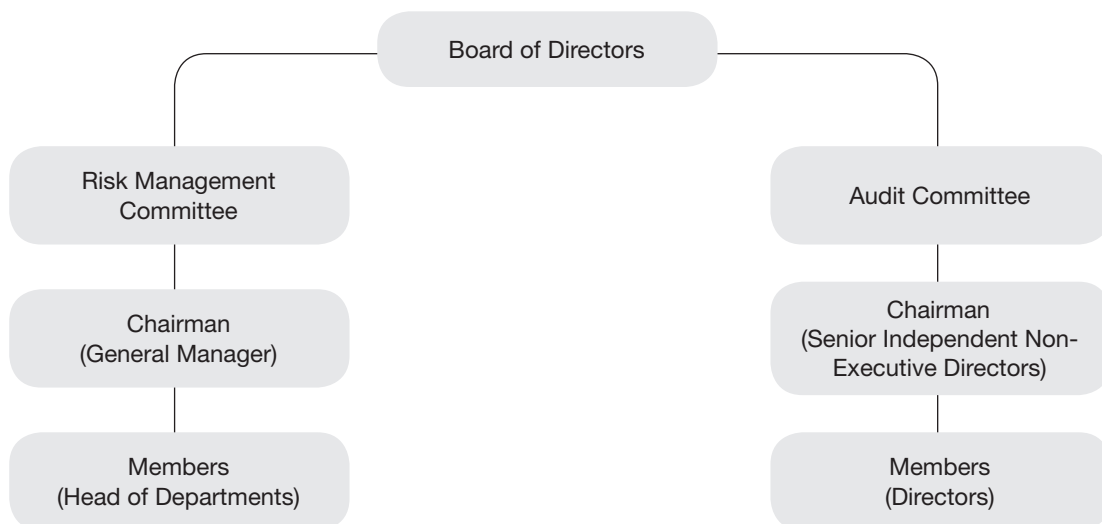 Board of Directors
Risk Management
Committee
Audit Committee
Chairman
(General Manager)
Chairman
(Senior Independent Non-
Executive Directors)
Members
(Head of Departments)
Members
(Directors)